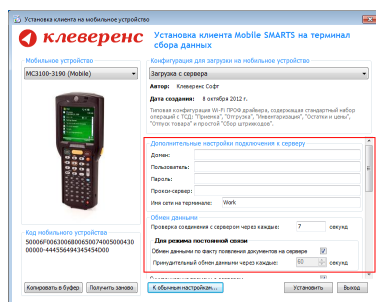 Установка клиента на мобильное устройство
клеверенс
Установка клиента Mobile SMARTS на терминал
сбора данных
Мобильное устройство
MC3100-3190 (Mobile)
Конфигурация для загрузки на мобильное устройство
Загрузка с сервера
Автор: Клеверенс Софт
Дата создания: 8 октября 2012 г.
Типовая конфигурация WI-FI ПРОФ драйвера, содержащая стандартный набор
операций с ТСД: "Приемка", "Отгрузка", "Инвентаризация", "Остатки и цены",
"Отпуск товара" и простой "Сбор штрихкодов".
Дополнительные настройки подключения к серверу
Домен:
Пользователь:
Пароль:
Прокси-сервер:
Имя сети на терминале: Work
Обмен данными
Проверка соединения с сервером через каждые: 7 секунд
Для режима постоянной связи
Обмен данными по факту появления документов на сервере
Принудительный обмен данными через каждые: 60 секунд
Код мобильного устройства
50006F0063006B00650074005000430
00000-444556494345454D00
Копировать в буфер
Получить заново
К обычным настройкам...
Установить
Выход